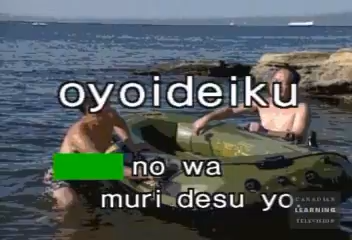 oyoideiku
no wa
muri desu yo
CANADIAN
LEARNING
TELEVISION